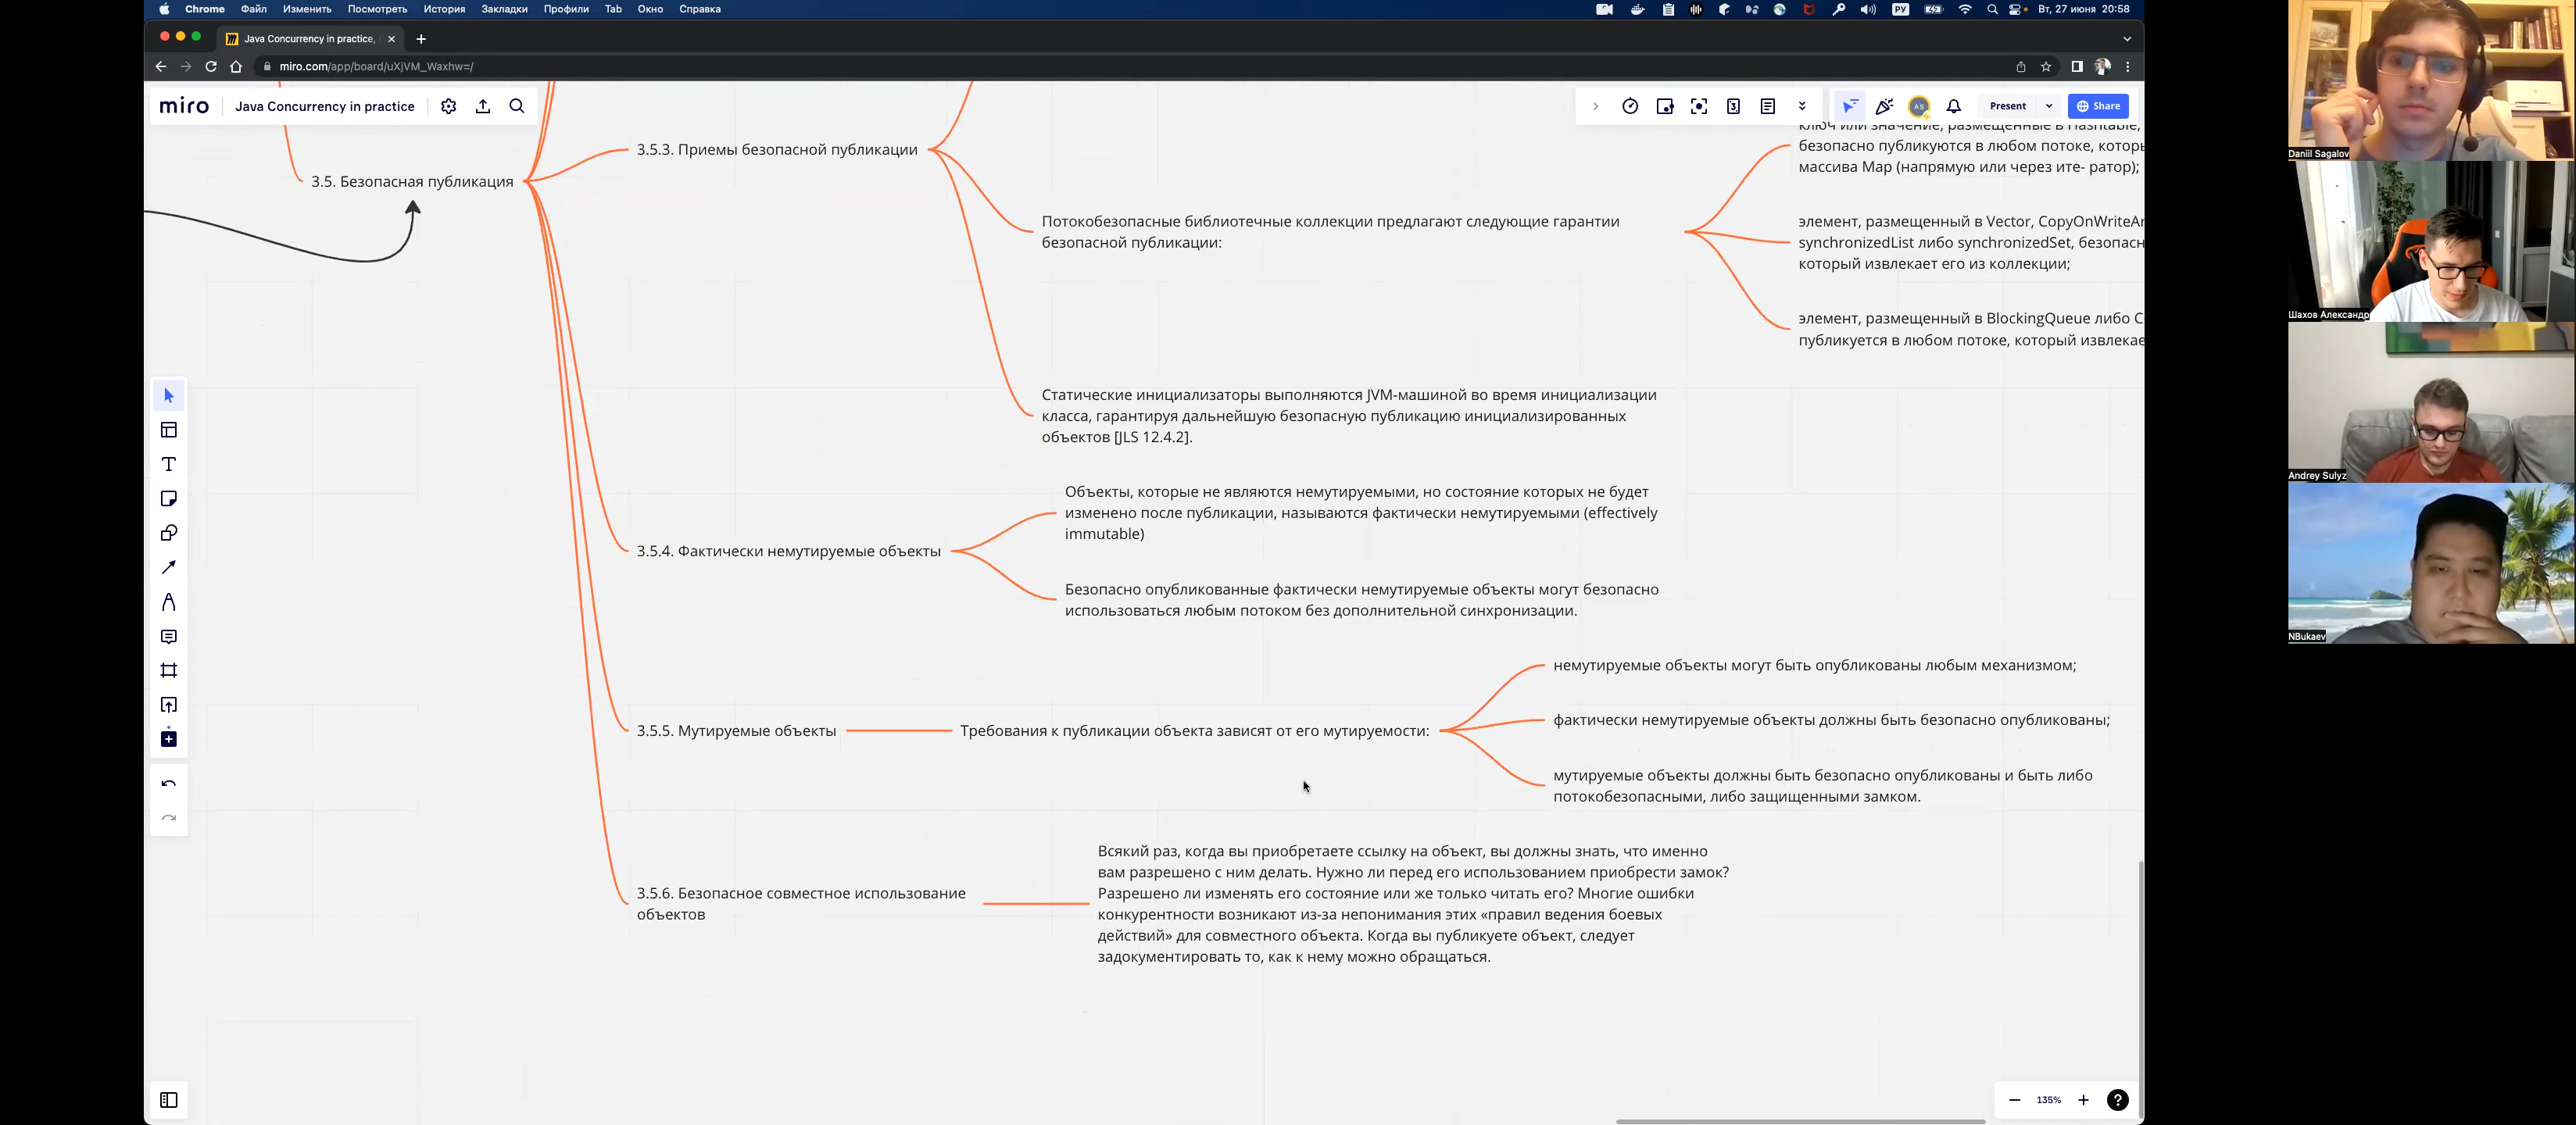 Chrome Файл Изменить Посмотреть История Закладки Профили Tab Окно Справка
РУ
Вт, 27 июня 20:58
Java Concurrency in practice,
miro.com/app/board/uXjVM_Waxhw=/
miro Java Concurrency in practice
Present
Share
AS
3
3.5. Безопасная публикация
3.5.3. Приемы безопасной публикации
ключ или значение, размещенные в Hashtable,
безопасно публикуются в любом потоке, котор
массива Map (напрямую или через ите- ратор);
Потокобезопасные библиотечные коллекции предлагают следующие гарантии
безопасной публикации:
элемент, размещенный в Vector, CopyOnWriteAr
synchronizedList либо synchronizedSet, безопасн
который извлекает его из коллекции;
элемент, размещенный в BlockingQueue либо C
публикуется в любом потоке, который извлекае
Статические инициализаторы выполняются JVM-машиной во время инициализации
класса, гарантируя дальнейшую безопасную публикацию инициализированных
объектов [JLS 12.4.2].
3.5.4. Фактически немутируемые объекты
Объекты, которые не являются немутируемыми, но состояние которых не будет
изменено после публикации, называются фактически немутируемыми (effectively
immutable)
Безопасно опубликованные фактически немутируемые объекты могут безопасно
использоваться любым потоком без дополнительной синхронизации.
3.5.5. Мутируемые объекты
Требования к публикации объекта зависят от его мутируемости:
немутируемые объекты могут быть опубликованы любым механизмом;
фактически немутируемые объекты должны быть безопасно опубликованы;
мутируемые объекты должны быть безопасно опубликованы и быть либо
потокобезопасными, либо защищенными замком.
3.5.6. Безопасное совместное использование
объектов
Всякий раз, когда вы приобретаете ссылку на объект, вы должны знать, что именно
вам разрешено с ним делать. Нужно ли перед его использованием приобрести замок?
Разрешено ли изменять его состояние или же только читать его? Многие ошибки
конкурентности возникают из-за непонимания этих «правил ведения боевых
действий» для совместного объекта. Когда вы публикуете объект, следует
задокументировать то, как к нему можно обращаться.
135%
Daniil Sagalov
Шахов Александр
Andrey Sulyz
NBukaev